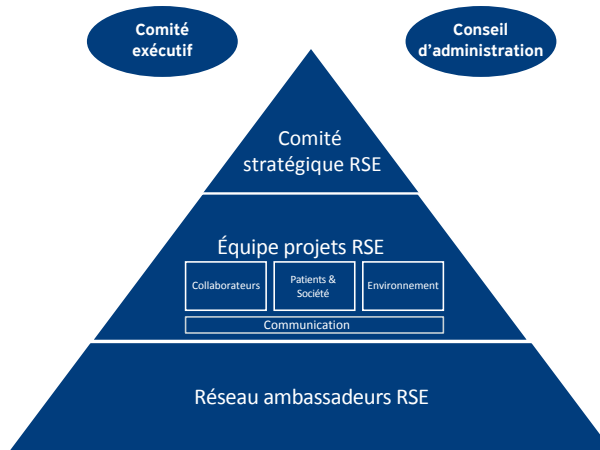 Comité
exécutif
Conseil
d'administration
Comité
stratégique RSE
Équipe projets RSE
Collaborateurs
Patients &
Société
Environnement
Communication
Réseau ambassadeurs RSE